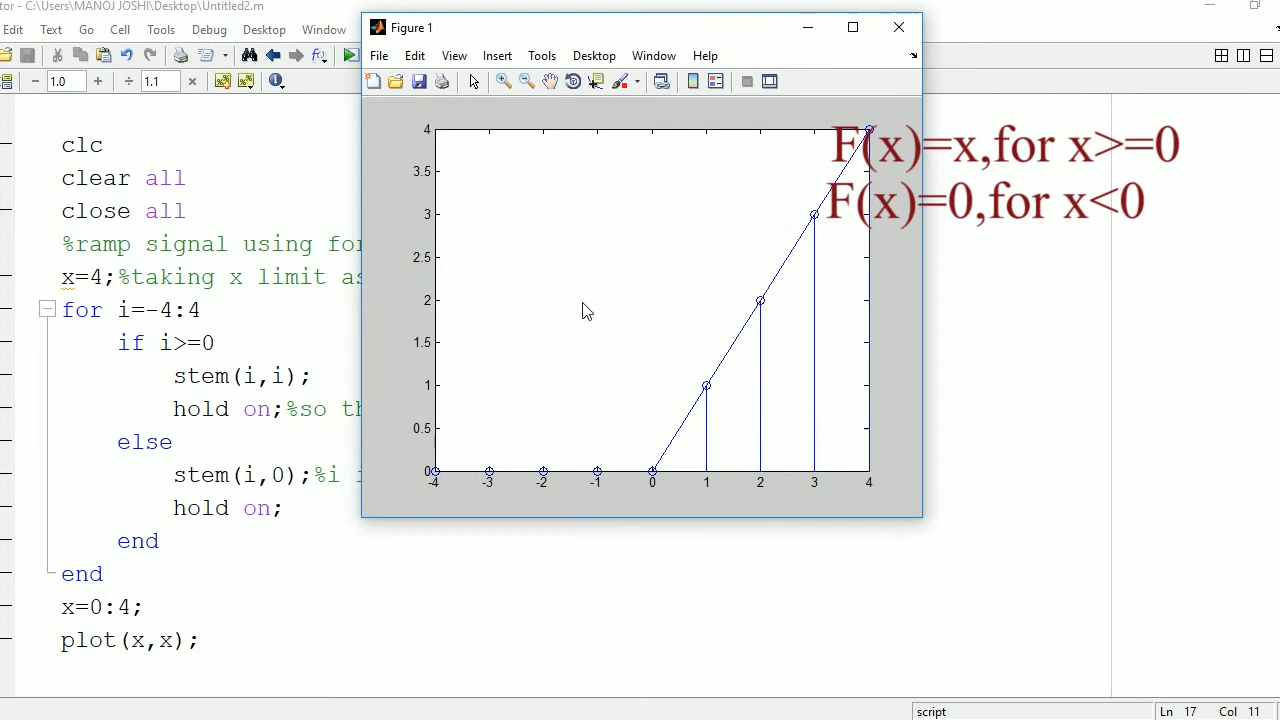 tor - C:\Users\MANOJ JOSHI\Desktop\Untitled2.m
Edit Text Go Cell Tools Debug Desktop Window
1.0
1.1
Figure 1
File Edit View Insert Tools Desktop Window Help
clc
clear all
close all
%ramp signal using for
x=4;%taking x limit as
for i=-4:4
if i>=0
stem(i,i);
hold on;%so th
else
stem(i,0);%i i
hold on;
end
end
x=0:4;
plot(x,x);
4
3.5
3
2.5
2
1.5
1
0.5
0
-4 -3 -2 -1 0 1 2 3 4
F(x)=x,for x>=0
F(x)=0,for x<0
script Ln 17 Col 11